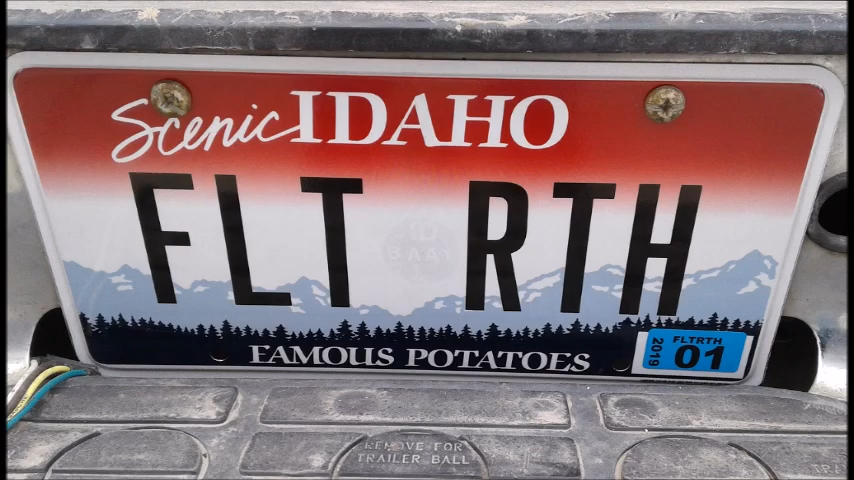 Scenic IDAHO
FLT RTH
FAMOUS POTATOES
2019
FLTRTH
01
REMOVE FOR
TRAILER BALL